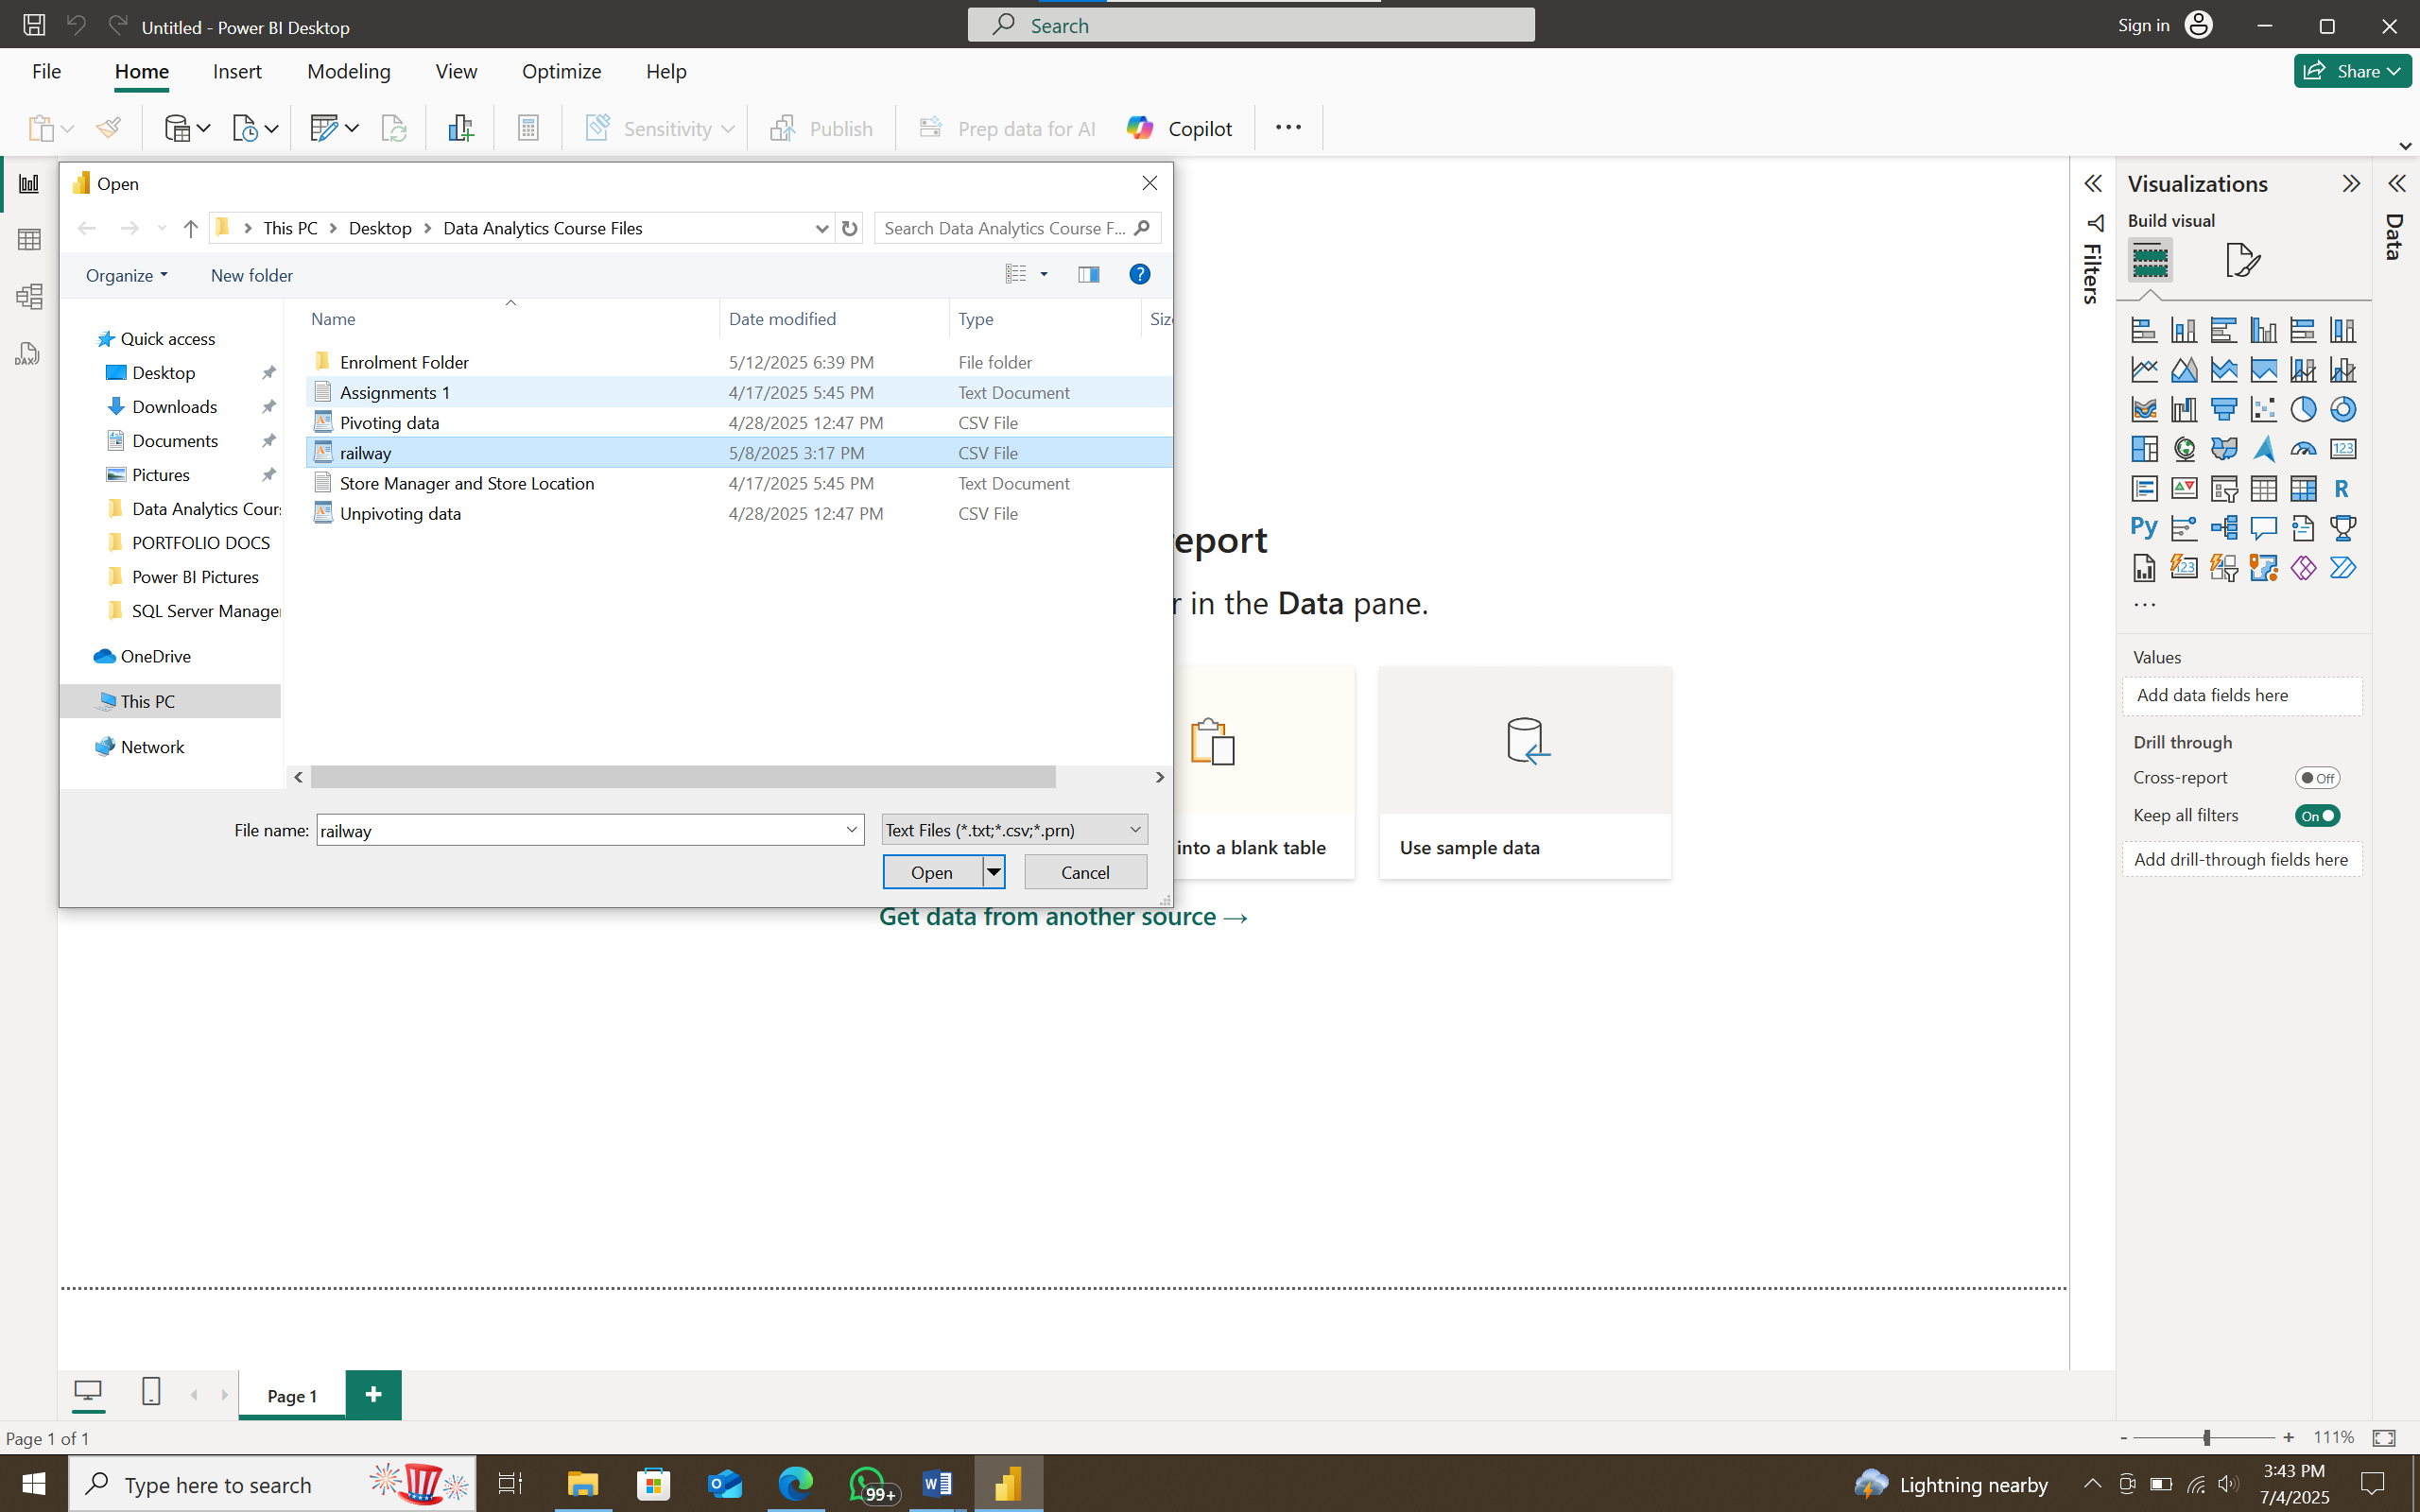 Untitled - Power BI Desktop
Search
Sign in
File Home Insert Modeling View Optimize Help
Share
Sensitivity
Publish
Prep data for AI
Copilot
Open
This PC > Desktop > Data Analytics Course Files
Search Data Analytics Course F...
Organize
New folder
?
Name Date modified Type Siz
Quick access
Desktop
Downloads
Documents
Pictures
Data Analytics Cour
PORTFOLIO DOCS
Power BI Pictures
SQL Server Manage
OneDrive
This PC
Network
Enrolment Folder 5/12/2025 6:39 PM File folder
Assignments 1 4/17/2025 5:45 PM Text Document
Pivoting data 4/28/2025 12:47 PM CSV File
railway 5/8/2025 3:17 PM CSV File
Store Manager and Store Location 4/17/2025 5:45 PM Text Document
Unpivoting data 4/28/2025 12:47 PM CSV File
File name: railway
Text Files (*.txt;*.csv;*.prn)
Open
Cancel
DAX
eport
r in the Data pane.
into a blank table
Use sample data
Get data from another source →
Filters
Visualizations
Build visual
123
R
Py
123
...
Values
Add data fields here
Drill through
Cross-report
Off
Keep all filters
On
Add drill-through fields here
Data
Page 1
+
Page 1 of 1
- + 111%
Type here to search
99+
Lightning nearby
3:43 PM
7/4/2025